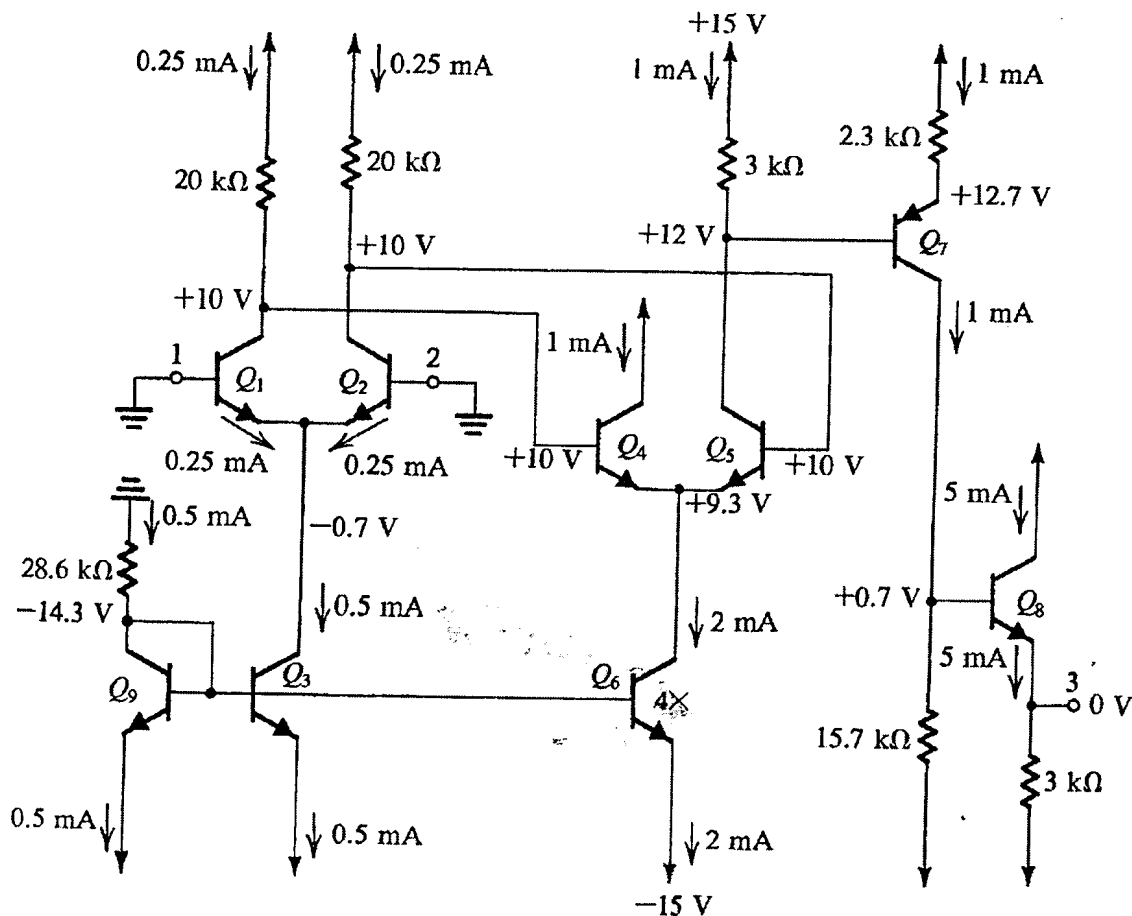 +15 V
0.25 mA
0.25 mA
1 mA
1 mA
20 kΩ
20 kΩ
3 kΩ
2.3 kΩ
+12.7 V
+10 V
+12 V
Q7
+10 V
1 mA
1 mA
1
2
Q1
Q2
Q4
Q5
+10 V
+10 V
0.25 mA
0.25 mA
+9.3 V
5 mA
0.5 mA
−0.7 V
28.6 kΩ
−14.3 V
0.5 mA
2 mA
+0.7 V
Q8
5 mA
Q9
Q3
Q6
4×
3
0 V
15.7 kΩ
3 kΩ
0.5 mA
0.5 mA
2 mA
−15 V